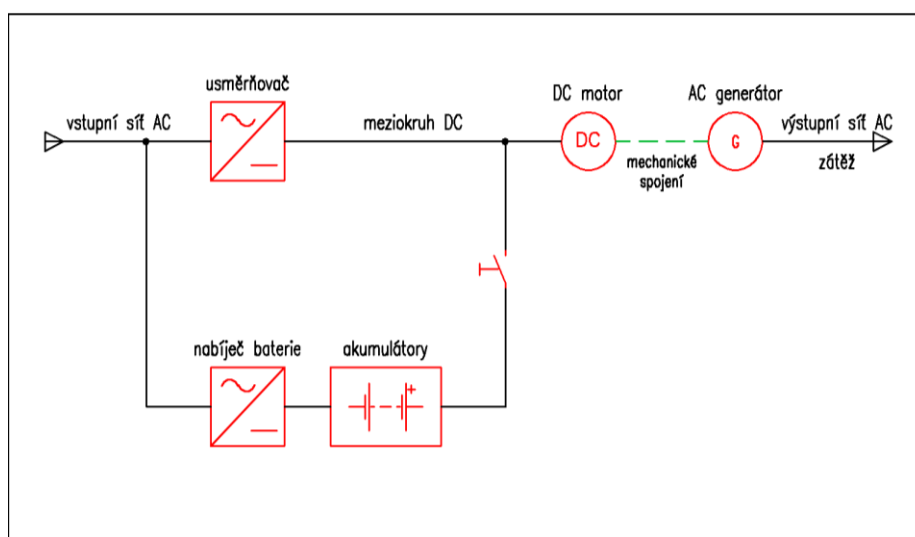 usměrňovač
DC motor
AC generátor
vstupní síť AC
meziokruh DC
DC
G
výstupní síť AC
mechanické
spojení
zátěž
nabíječ baterie
akumulátory
+